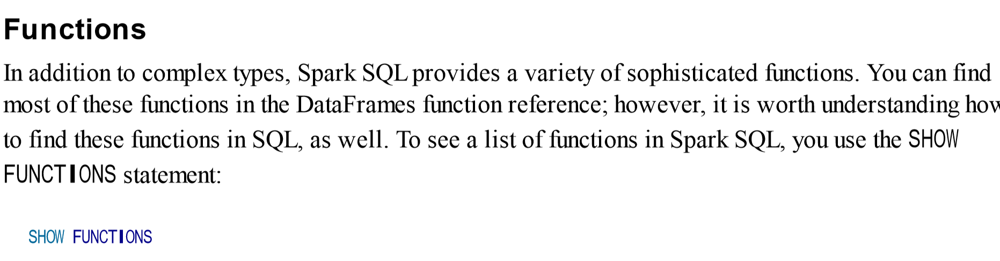 Functions
In addition to complex types, Spark SQL provides a variety of sophisticated functions. You can find
most of these functions in the DataFrames function reference; however, it is worth understanding how
to find these functions in SQL, as well. To see a list of functions in Spark SQL, you use the SHOW
FUNCTIONS statement:
SHOW FUNCTIONS